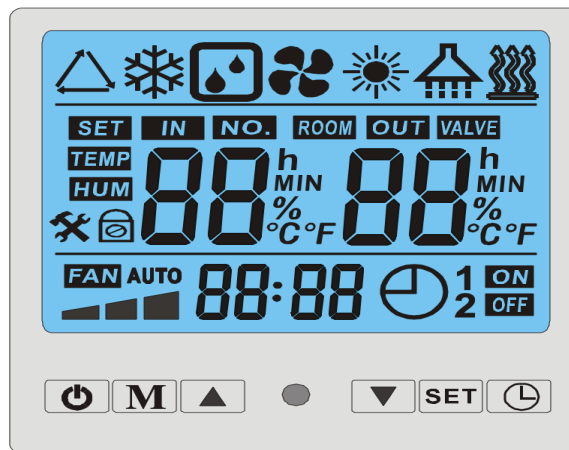 SET IN NO. ROOM OUT VALVE
TEMP 88 h 88 h
HUM MIN MIN
% %
°C °F °C °F
FAN AUTO 88:88 1 ON
2 OFF
M SET